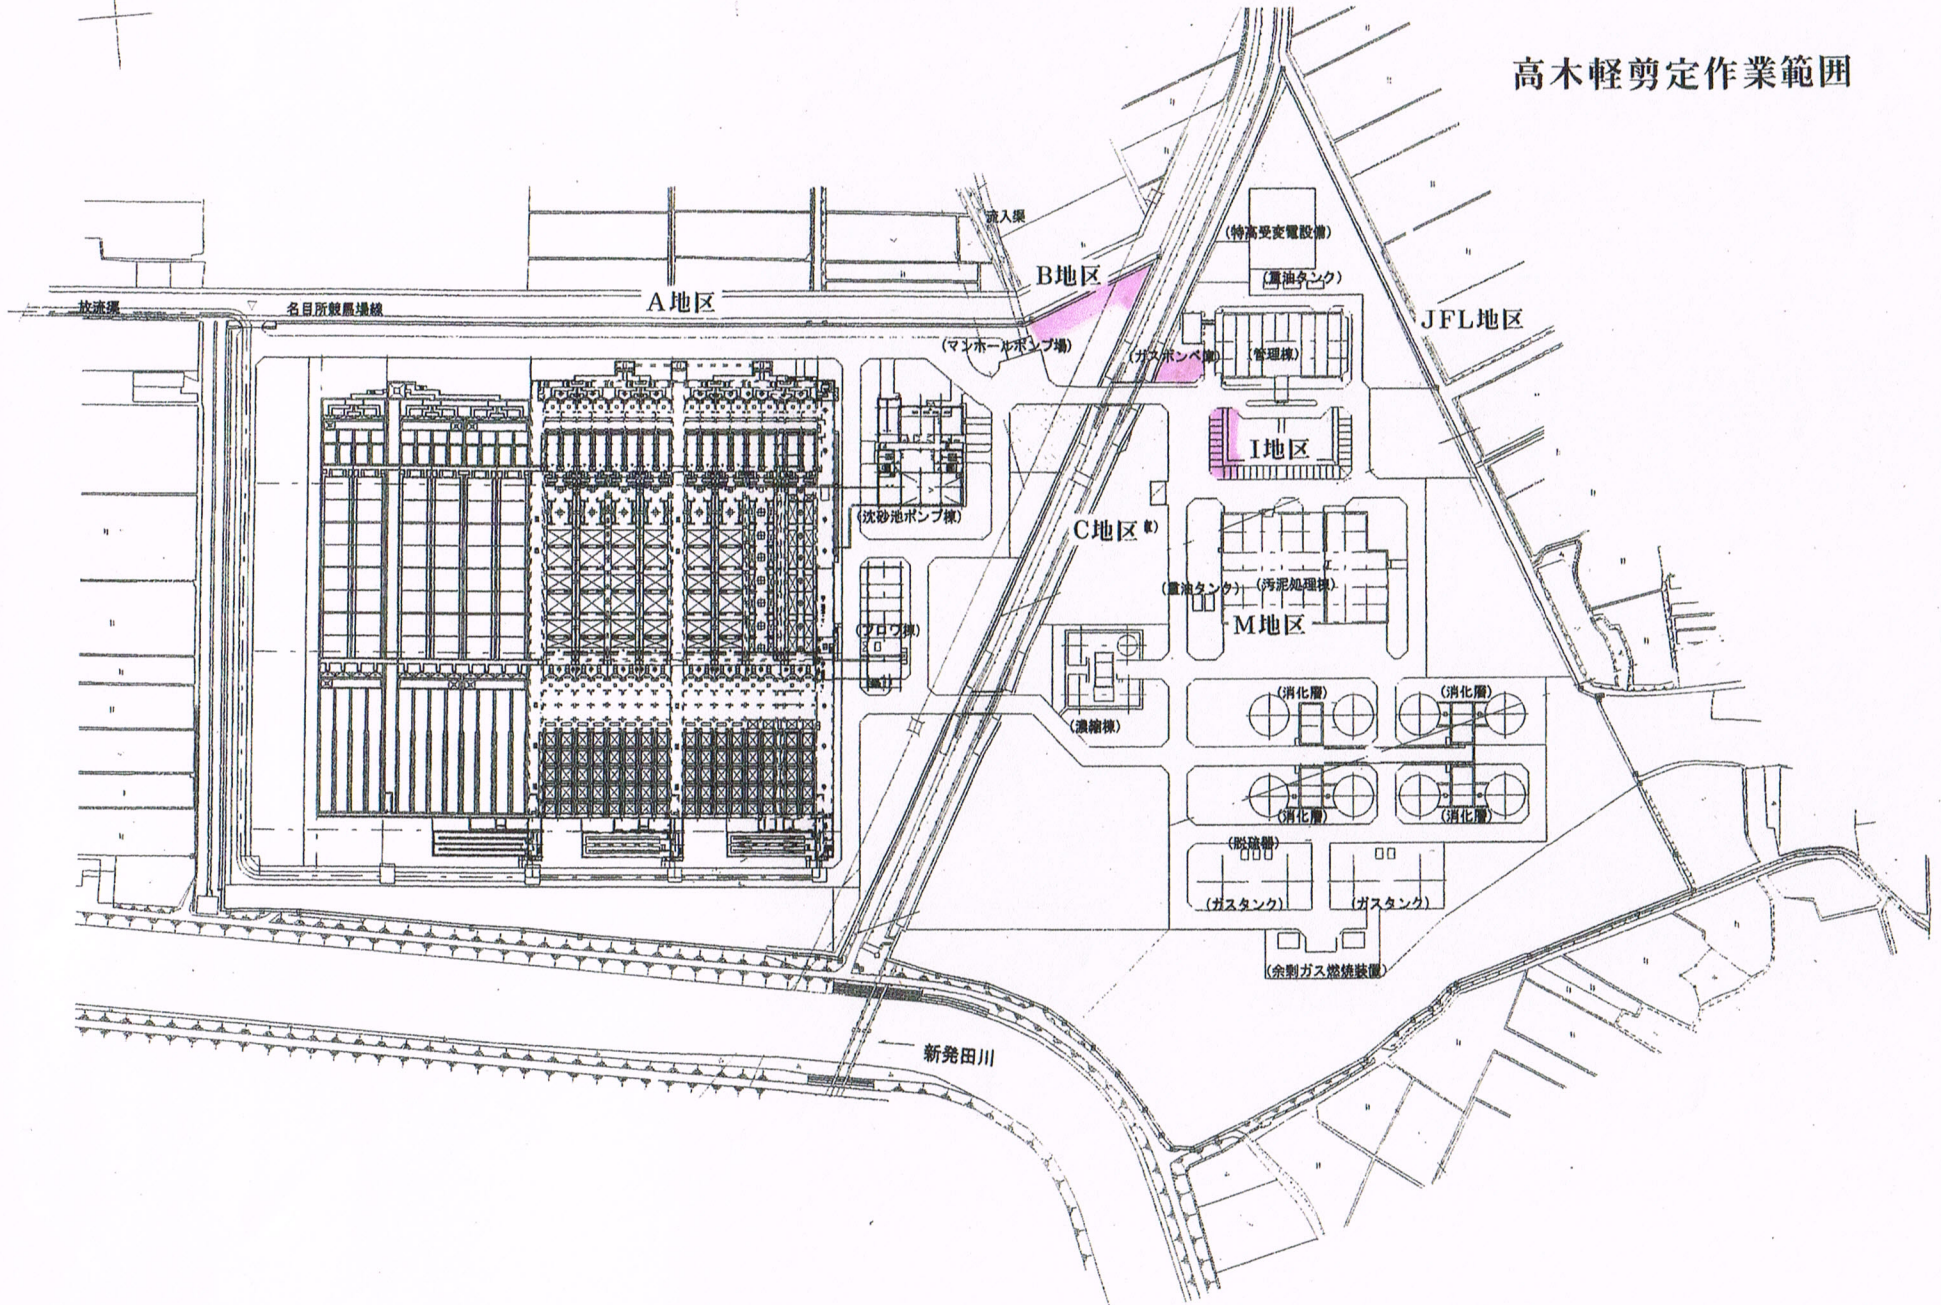 高木軽剪定作業範囲
流入渠
(特高受変電設備)
B地区
(重油タンク)
A地区
放流渠
名目所競馬場線
JFL地区
(マンホールポンプ場)
(ガスボンベ庫)
(管理棟)
I地区
(沈砂池ポンプ棟)
C地区
(重油タンク)
(汚泥処理棟)
M地区
(ブロワ棟)
(消化層)
(消化層)
(濃縮棟)
(消化層)
(消化層)
(脱硫器)
(ガスタンク)
(ガスタンク)
(余剰ガス燃焼装置)
新発田川